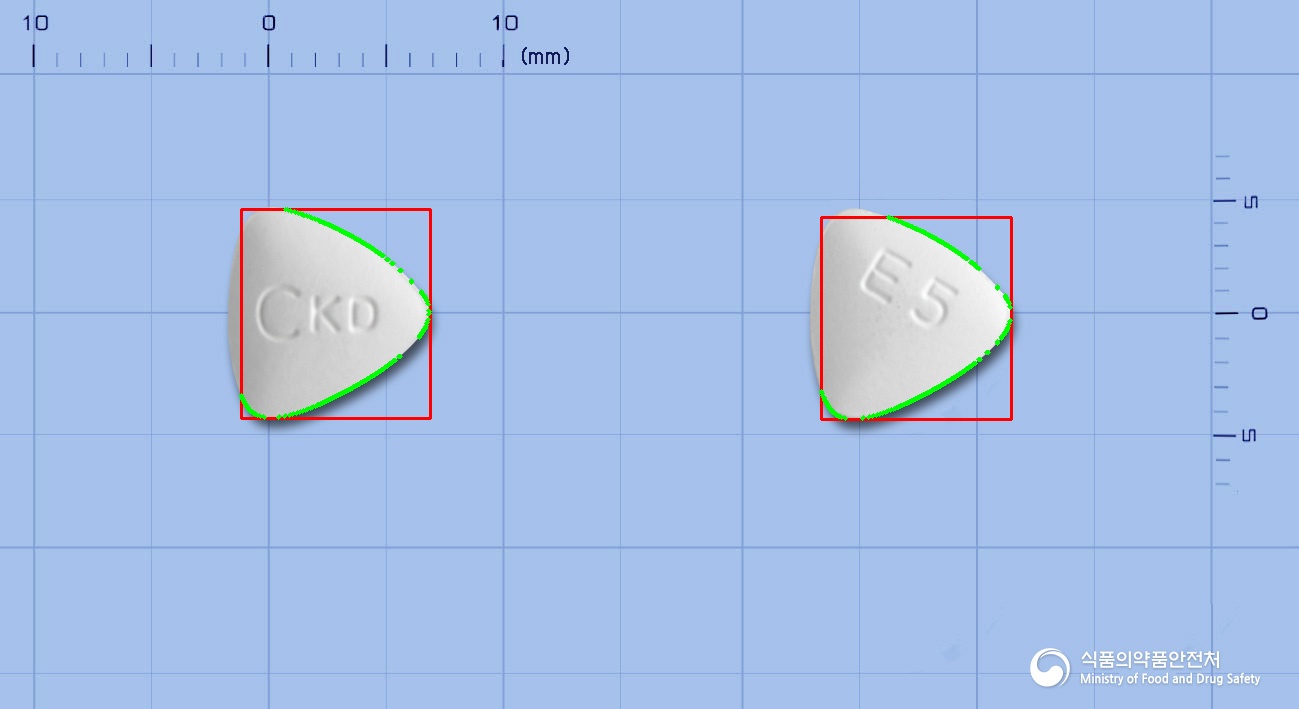 10 0 10
(mm)
5
0
5
CKD
E5
식품의약품안전처
Ministry of Food and Drug Safety